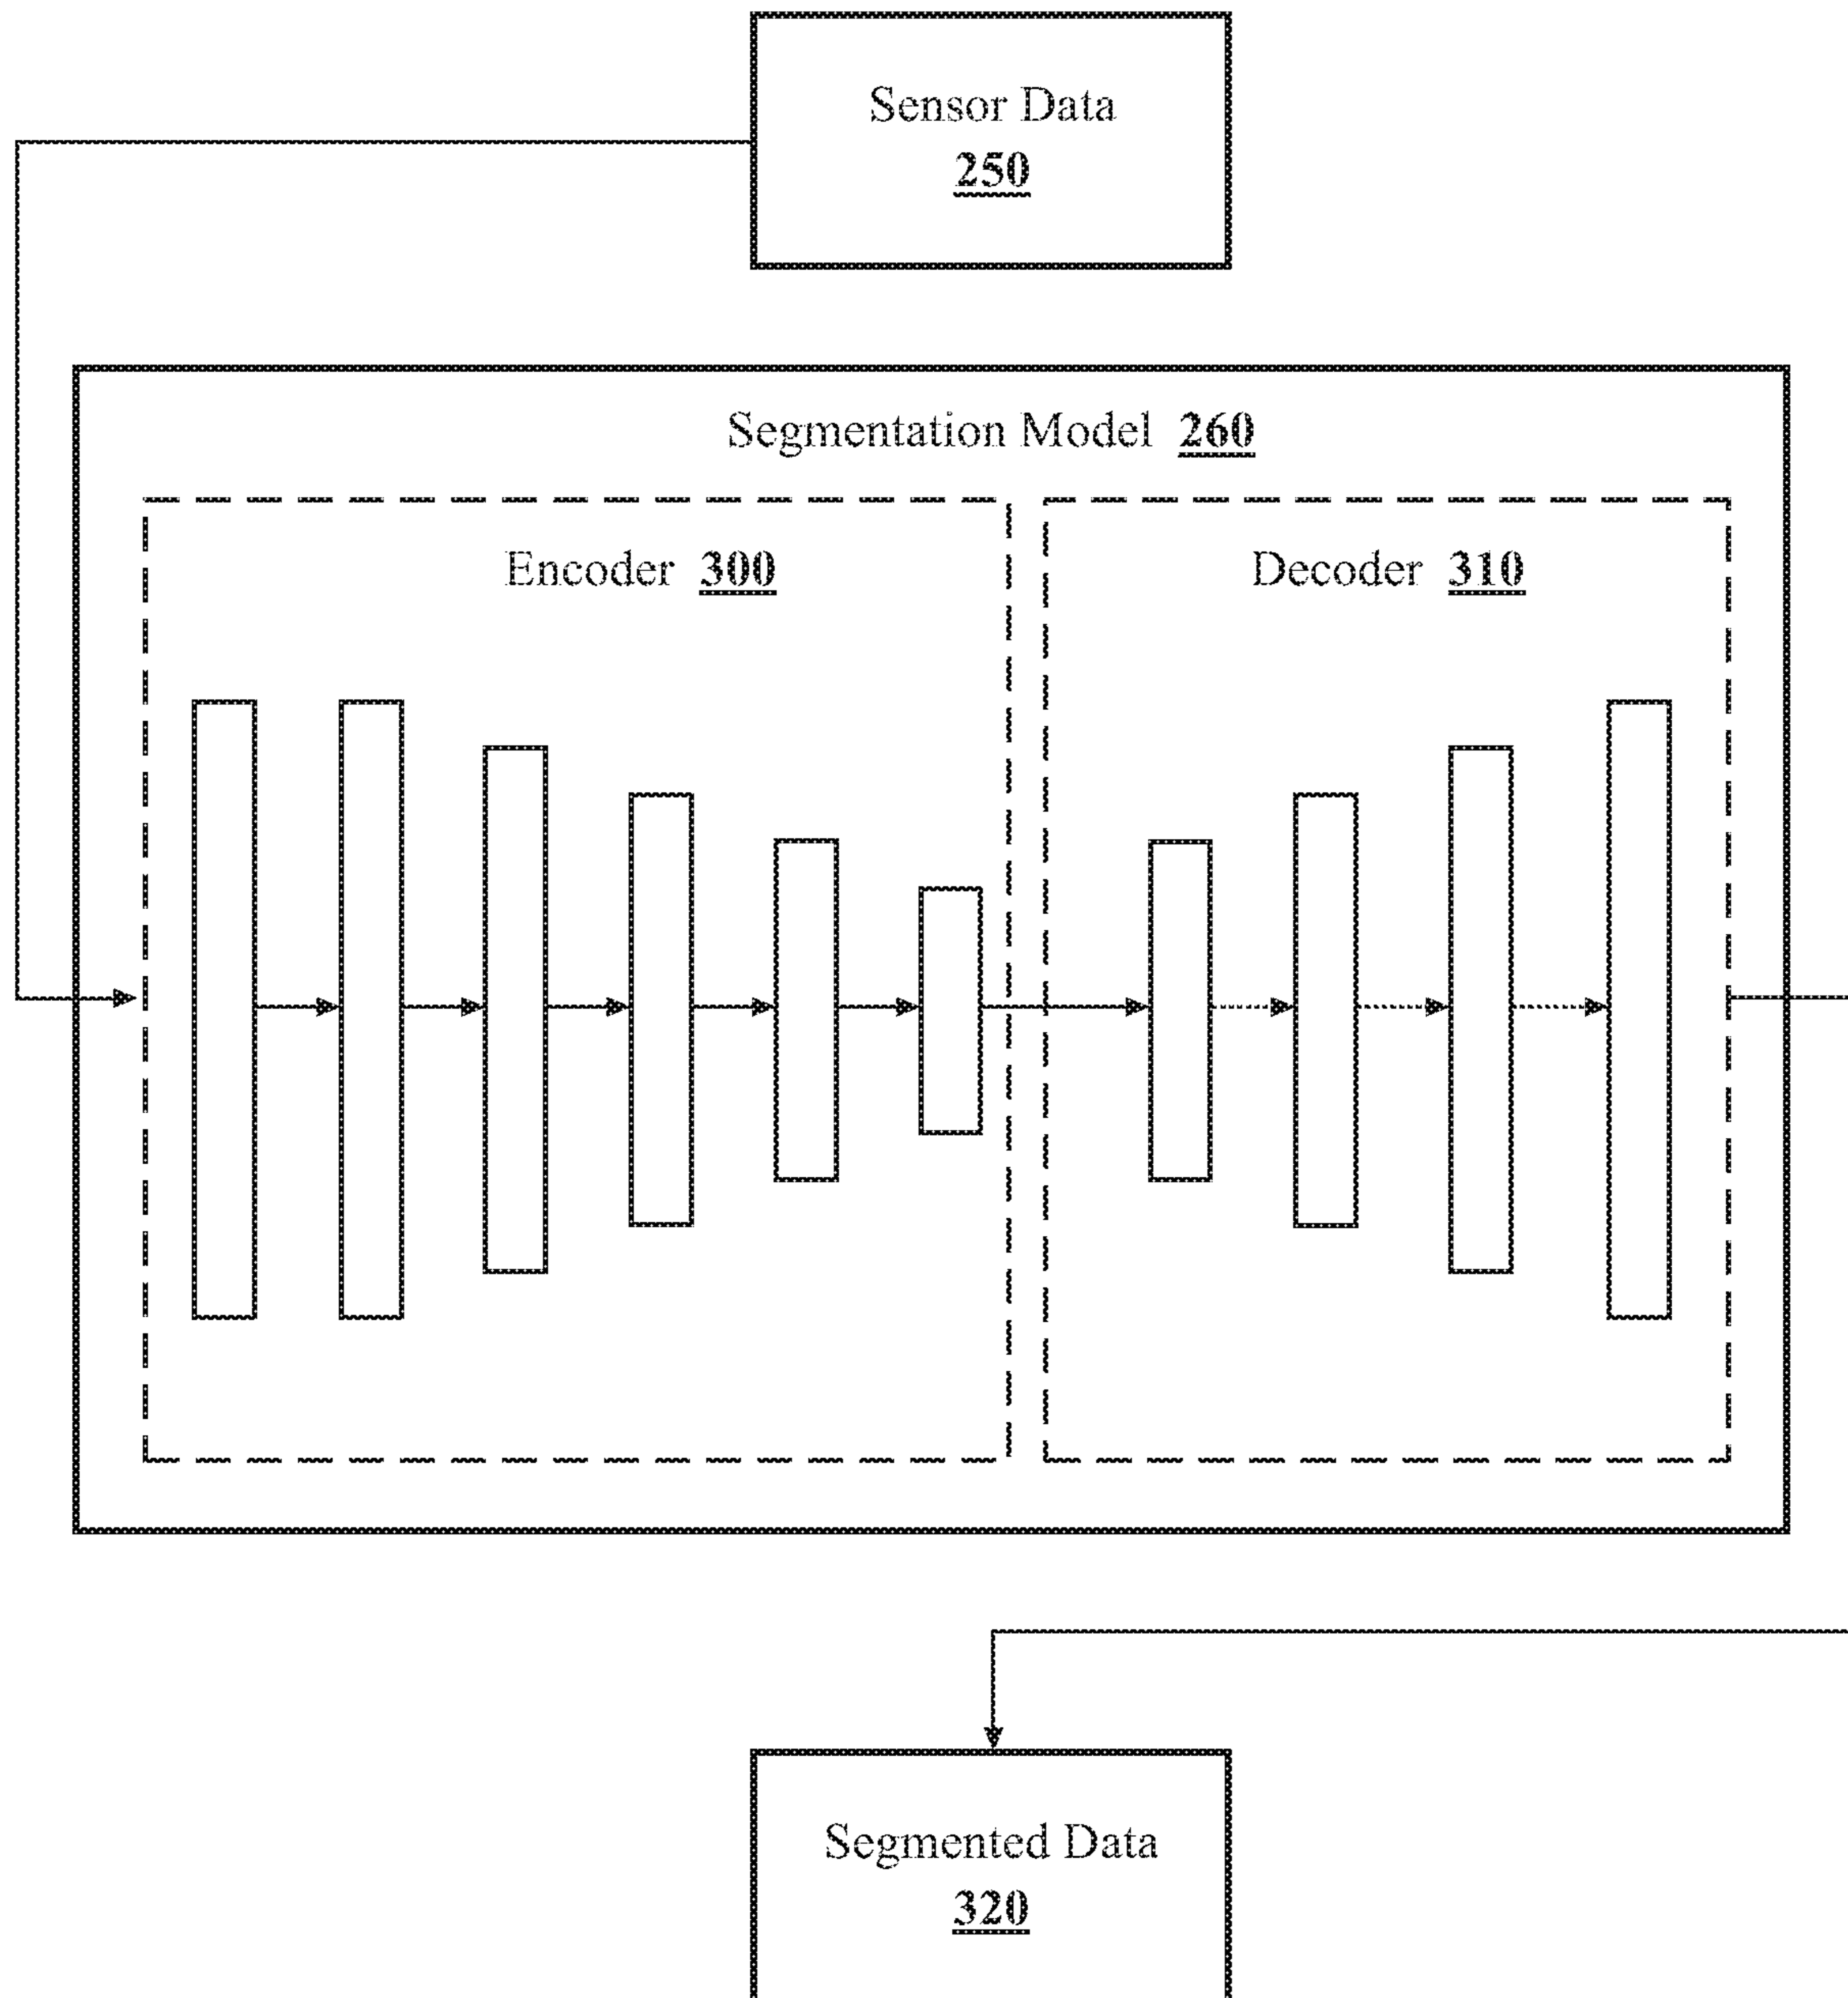 Sensor Data
250
Segmentation Model 260
Encoder 300
Decoder 310
Segmented Data
320